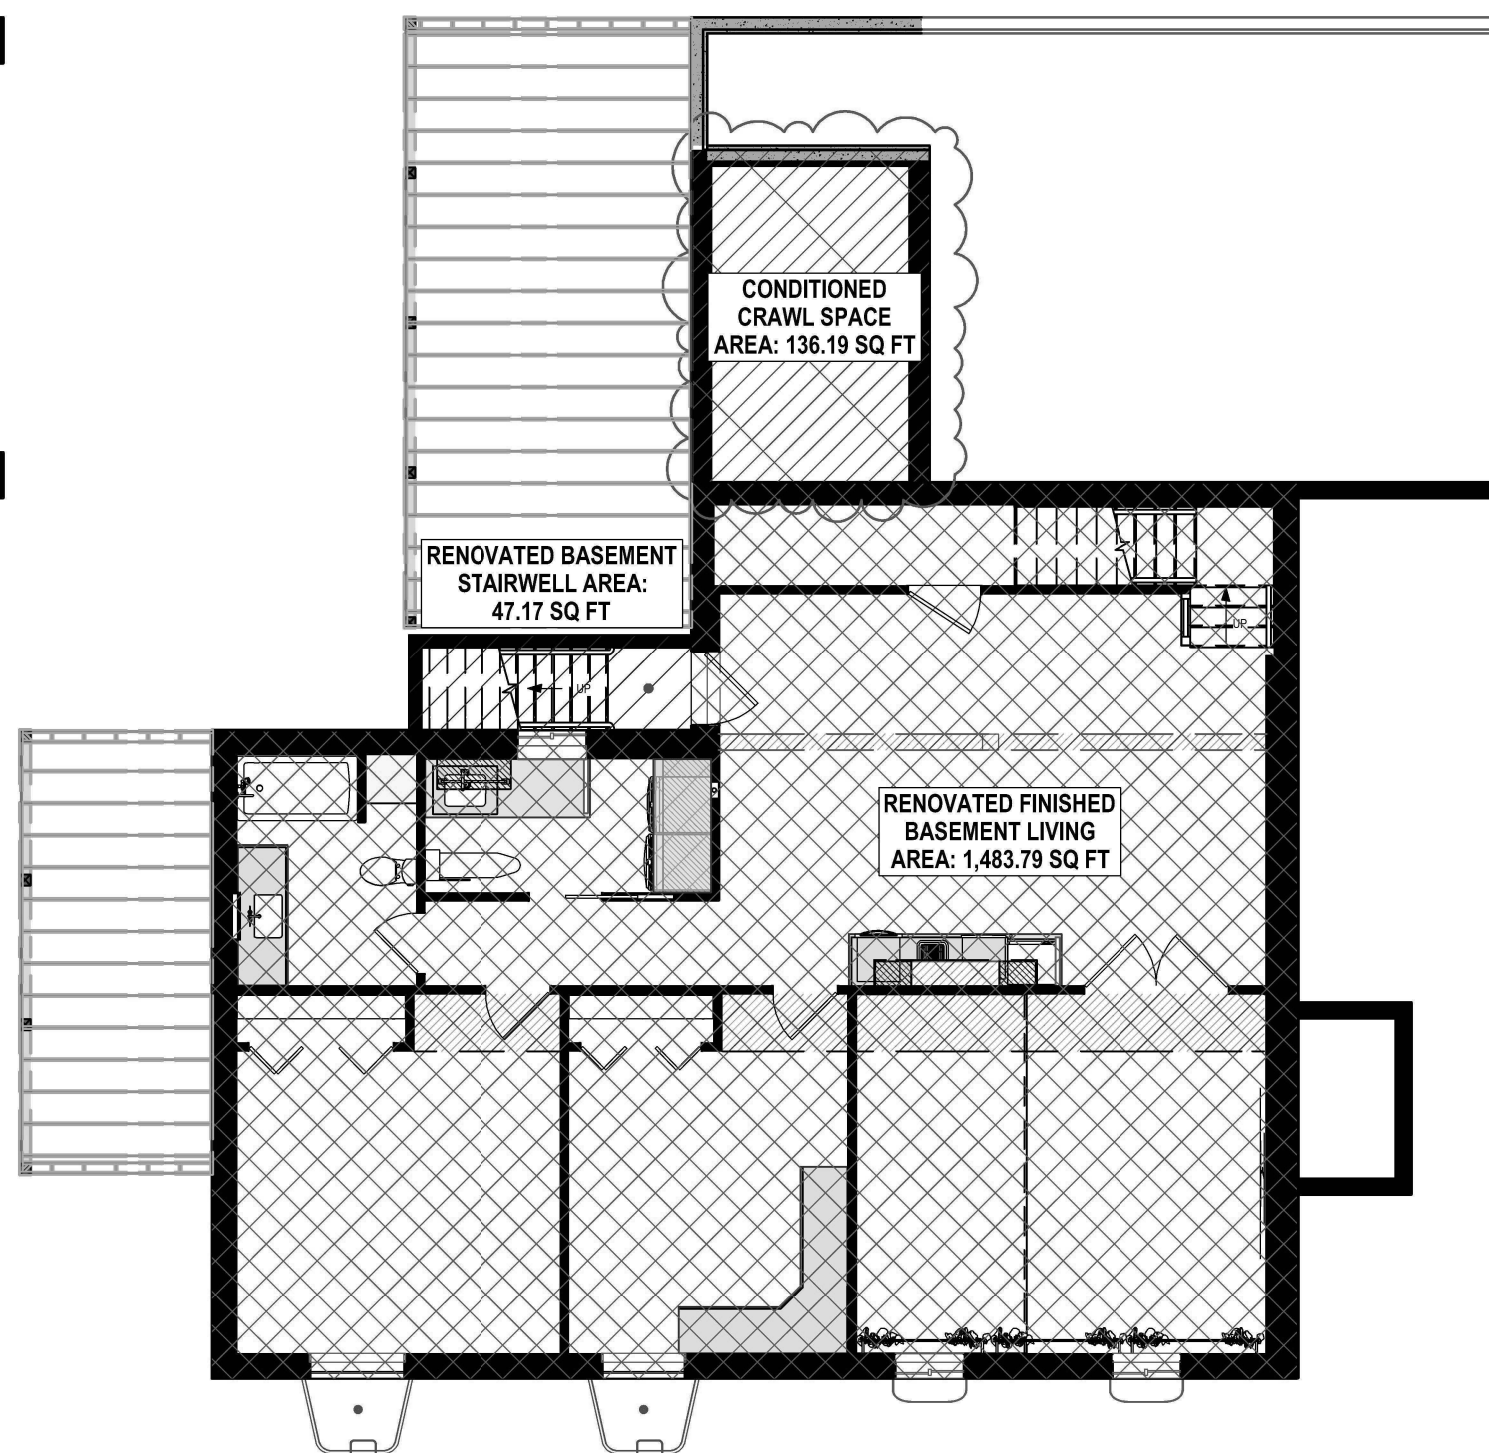 CONDITIONED
CRAWL SPACE
AREA: 136.19 SQ FT
RENOVATED BASEMENT
STAIRWELL AREA:
47.17 SQ FT
UP
UP
RENOVATED FINISHED
BASEMENT LIVING
AREA: 1,483.79 SQ FT